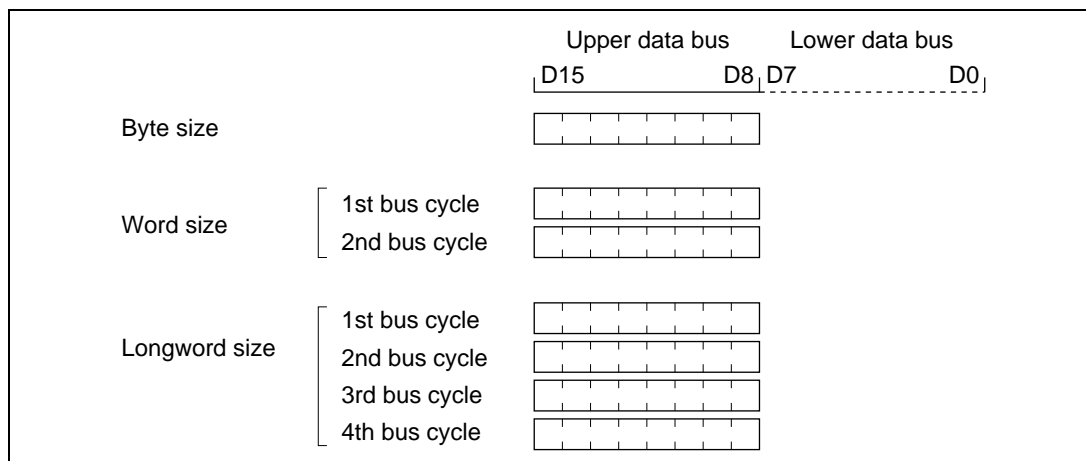 Upper data bus Lower data bus
D15 D8 D7 D0
Byte size
1st bus cycle
Word size
2nd bus cycle
1st bus cycle
Longword size
2nd bus cycle
3rd bus cycle
4th bus cycle